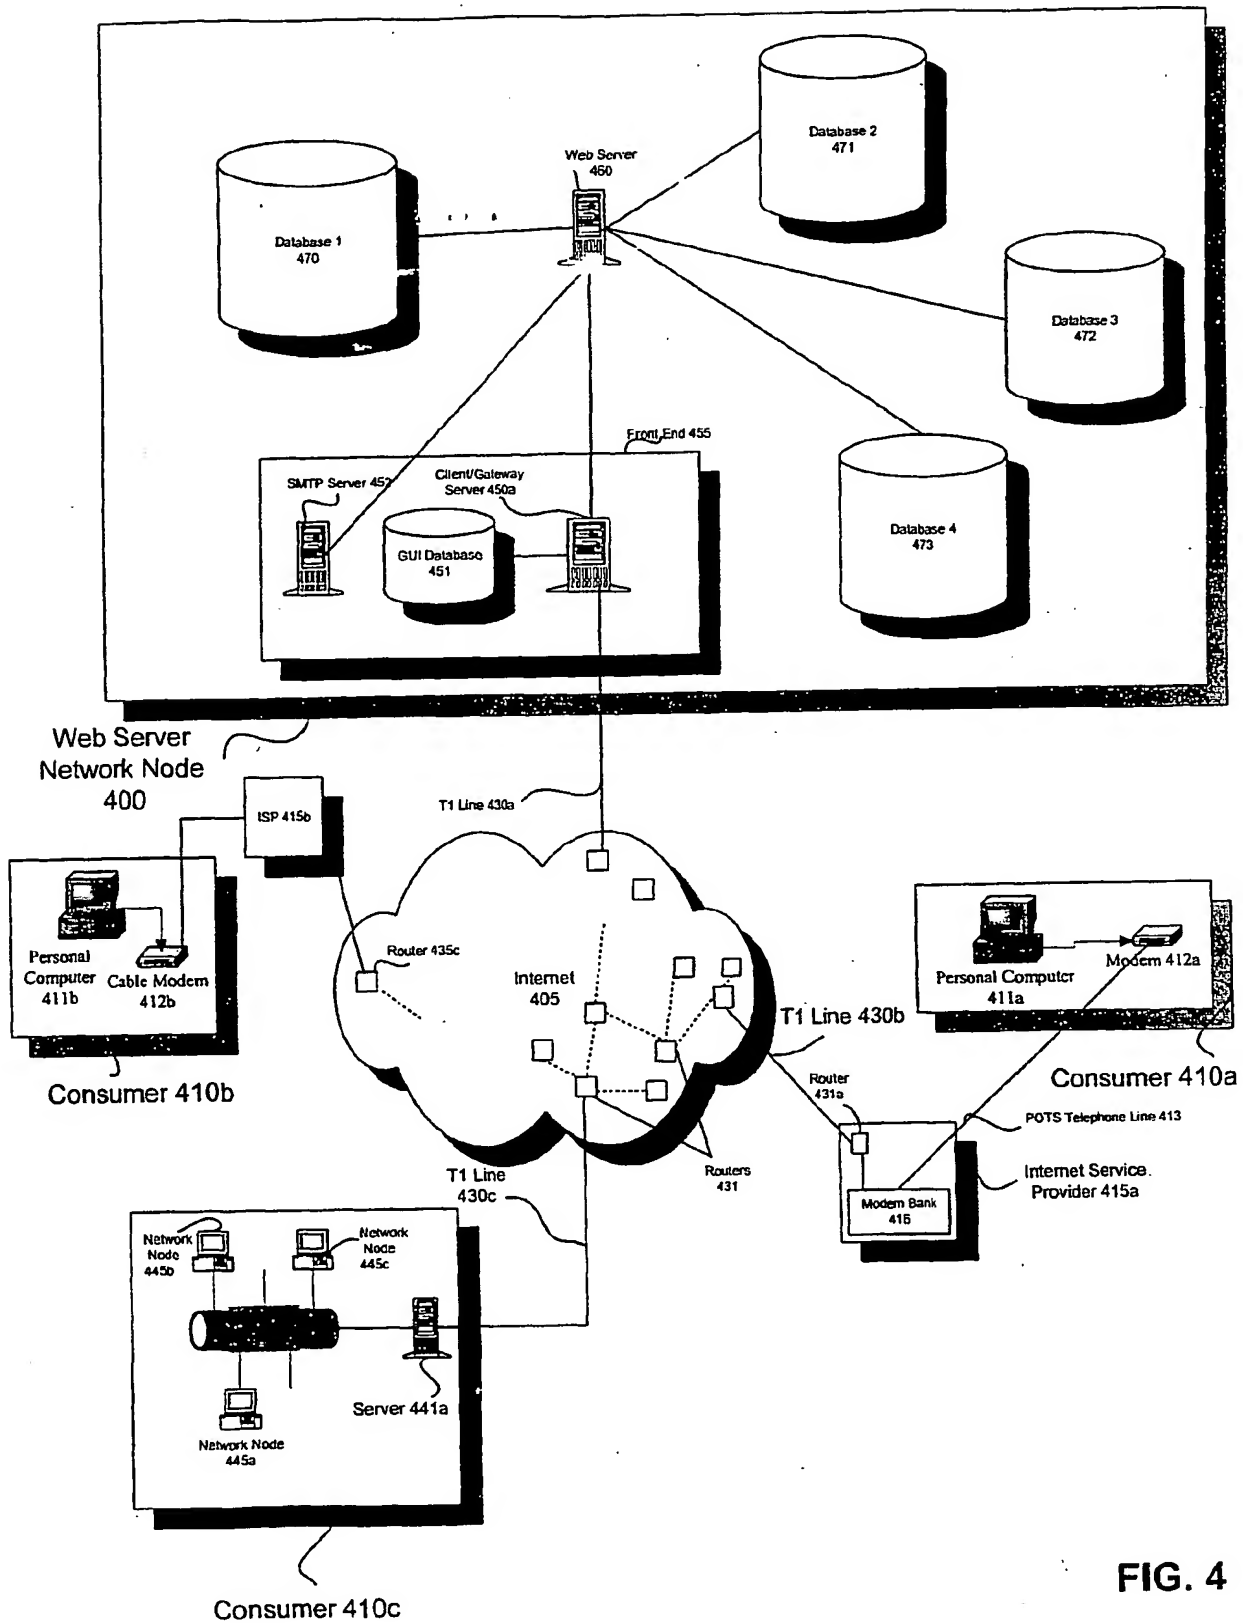 Database 2
471
Web Server
460
Database 1
470
Database 3
472
Front End 455
SMTP Server 452
Client/Gateway
Server 450a
GUI Database
451
Database 4
473
Web Server
Network Node
400
T1 Line 430a
ISP 415b
Personal
Computer
411b
Cable Modem
412b
Consumer 410b
Router 435c
Internet
405
Personal Computer
411a
Modem 412a
T1 Line 430b
Consumer 410a
Router
431a
POTS Telephone Line 413
Routers
431
Internet Service.
Provider 415a
Modem Bank
416
T1 Line
430c
Network
Node
445b
Network
Node
445c
Server 441a
Network Node
445a
Consumer 410c
FIG. 4